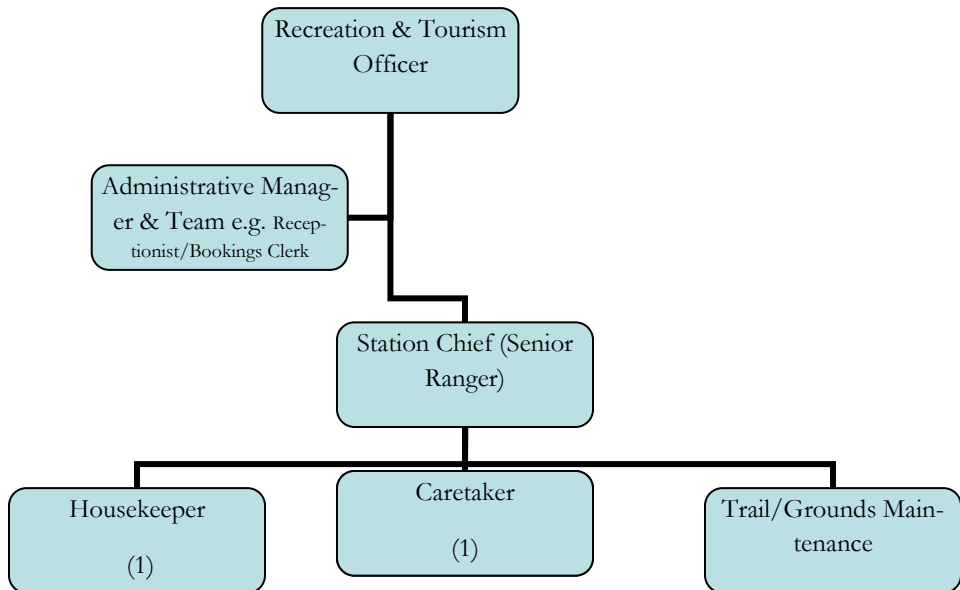 Recreation & Tourism
Officer
Administrative Manag-
er & Team e.g. Recep-
tionist/Bookings Clerk
Station Chief (Senior
Ranger)
Housekeeper
(1)
Caretaker
(1)
Trail/Grounds Main-
tenance